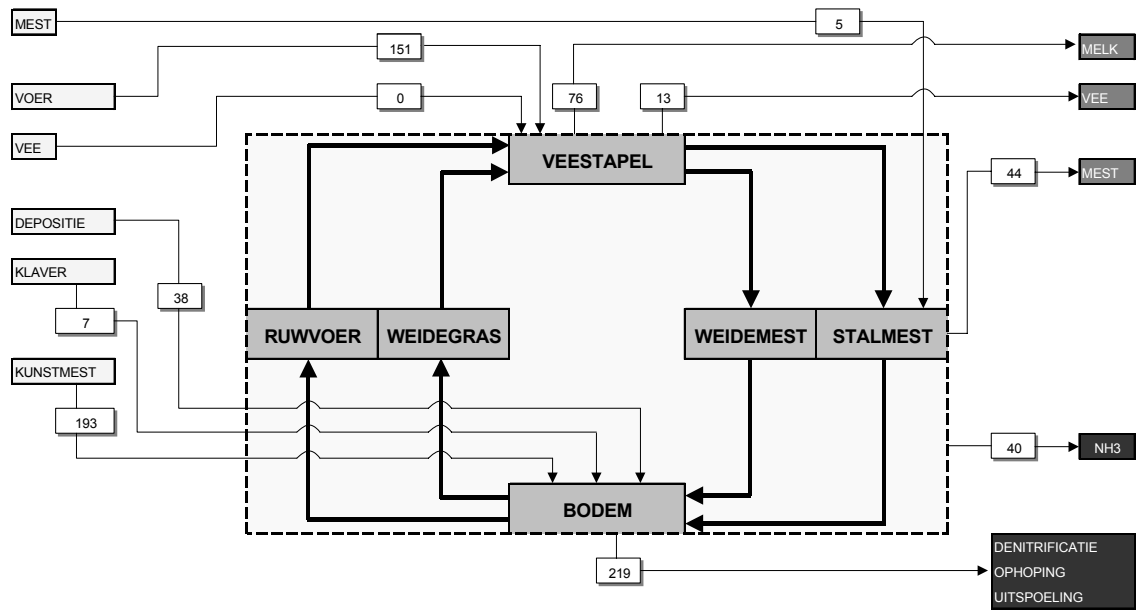 MEST
5
MELK
151
VOER
76
13
VEE
0
VEE
VEESTAPEL
44
MEST
DEPOSITIE
KLAVER
38
7
RUWVOER
WEIDEGRAS
WEIDEMEST
STALMEST
KUNSTMEST
193
40
NH3
BODEM
219
DENITRIFICATIE
OPHOPING
UITSPOELING